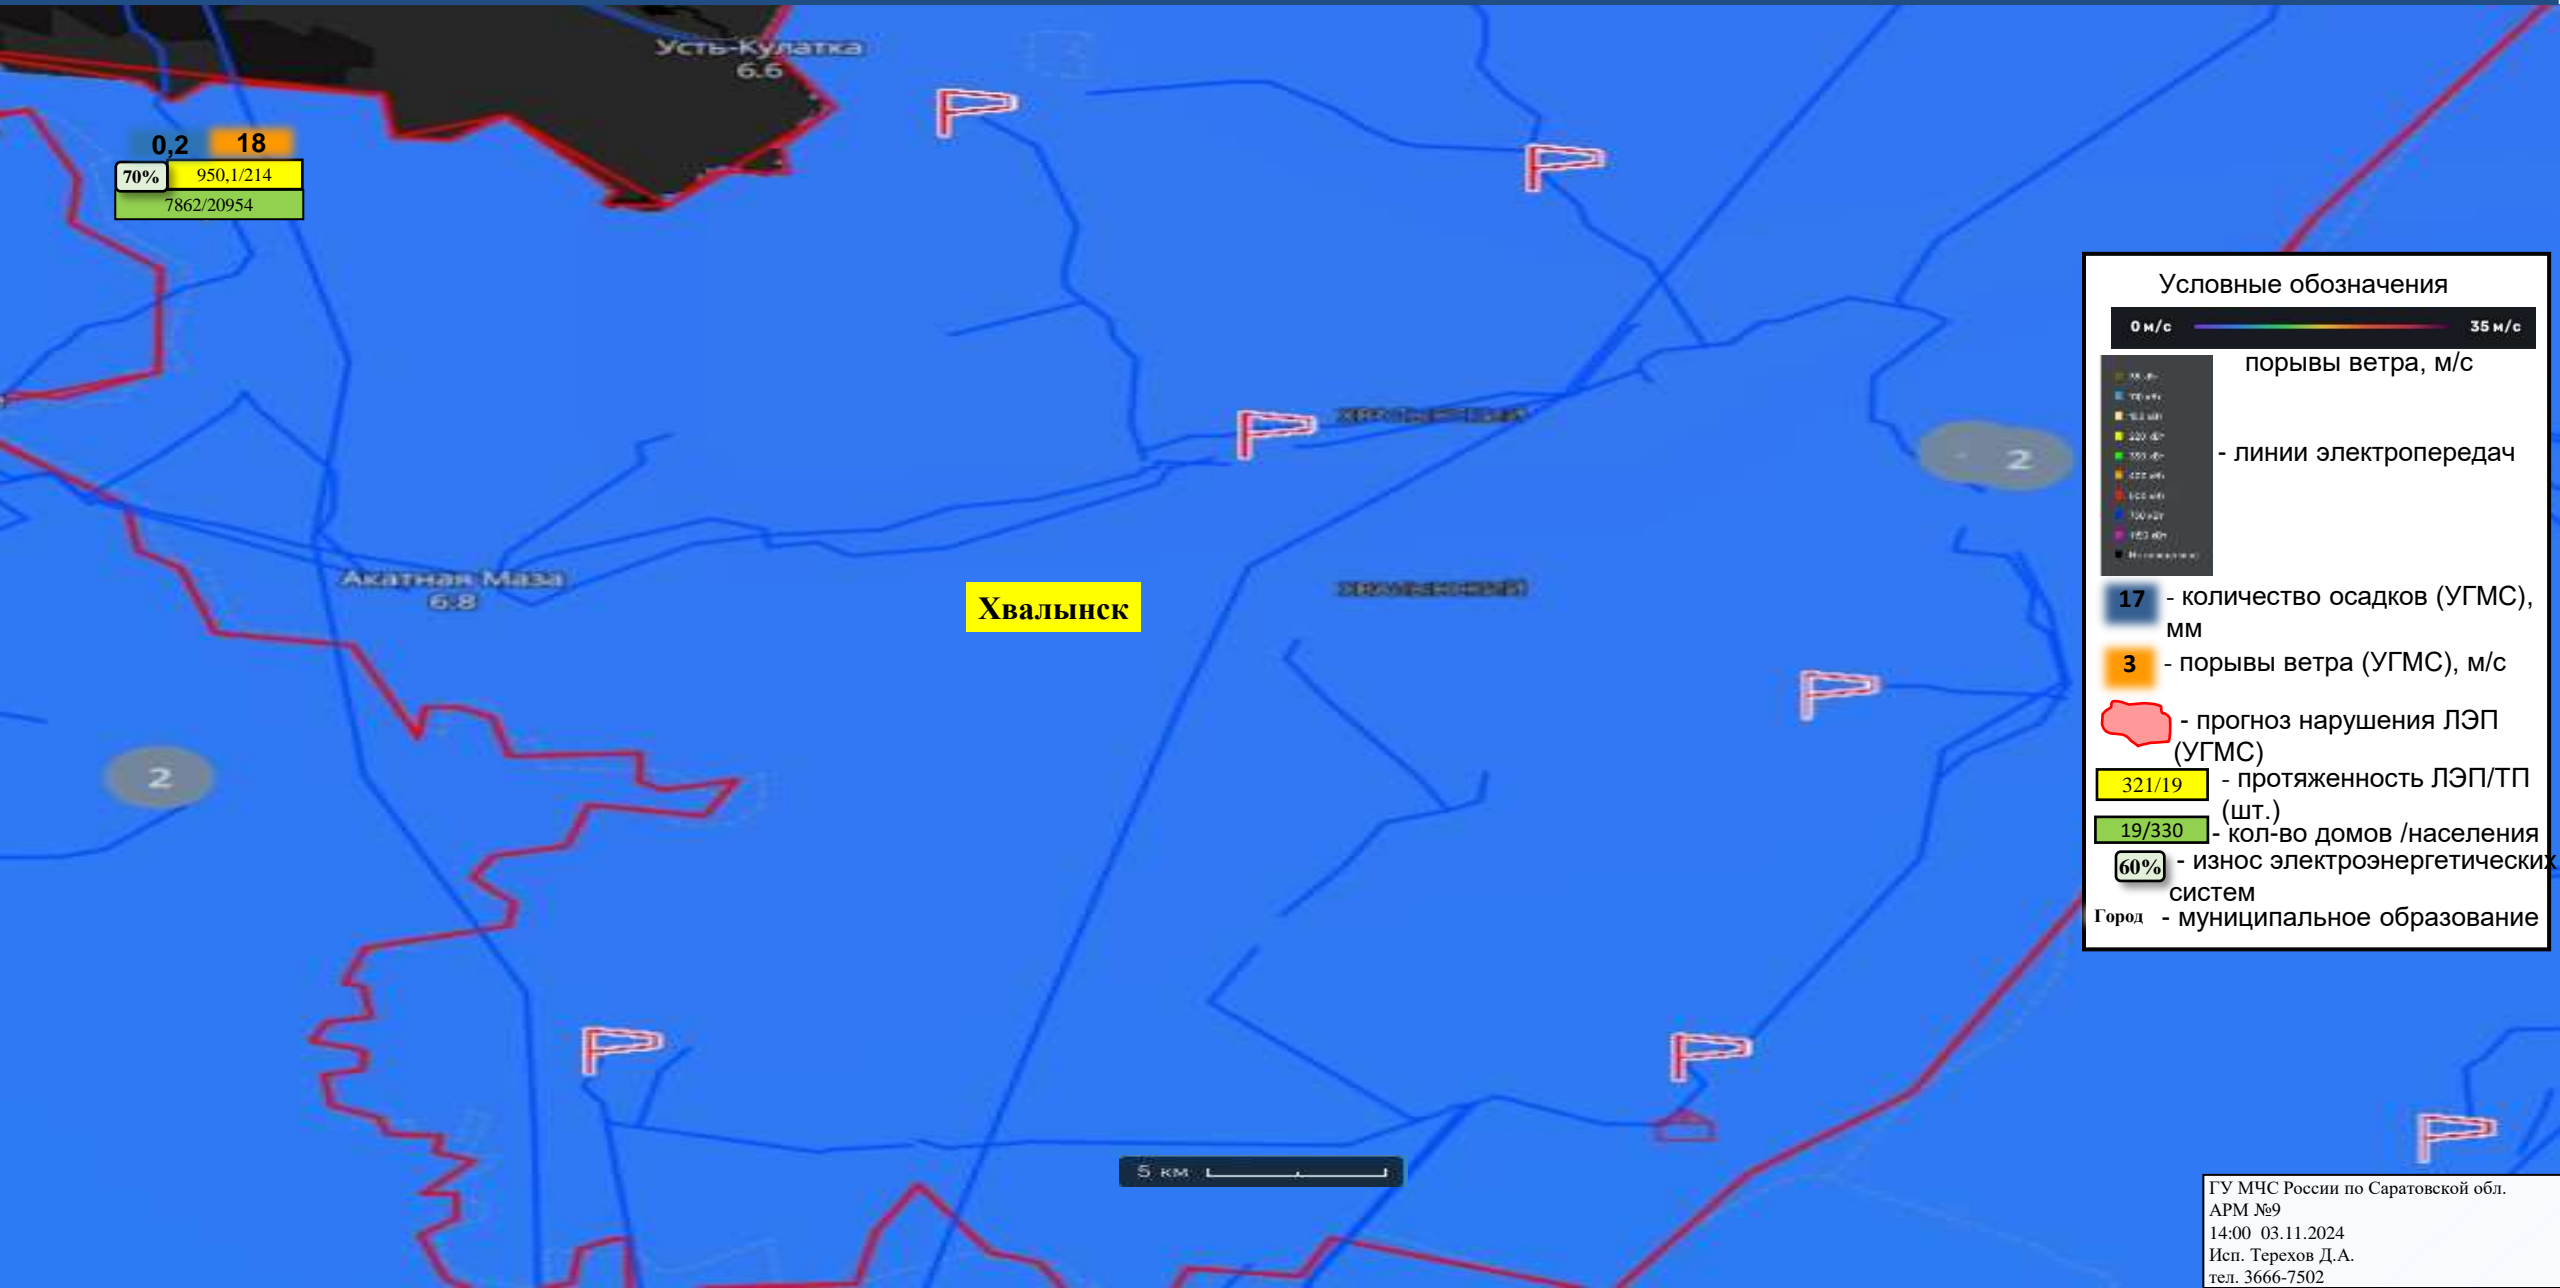 Усть-Кулатка
6.6
0,2
18
70%
950,1/214
7862/20954
Акатная Маза
6.8
Хвалынск
2
2
5 км
Условные обозначения
0 м/с
35 м/с
порывы ветра, м/с
- линии электропередач
17 - количество осадков (УГМС),
мм
3 - порывы ветра (УГМС), м/с
- прогноз нарушения ЛЭП
(УГМС)
321/19 - протяженность ЛЭП/ТП
(шт.)
19/330 - кол-во домов /населения
60% - износ электроэнергетических
систем
Город - муниципальное образование
ГУ МЧС России по Саратовской обл.
АРМ №9
14:00 03.11.2024
Исп. Терехов Д.А.
тел. 3666-7502